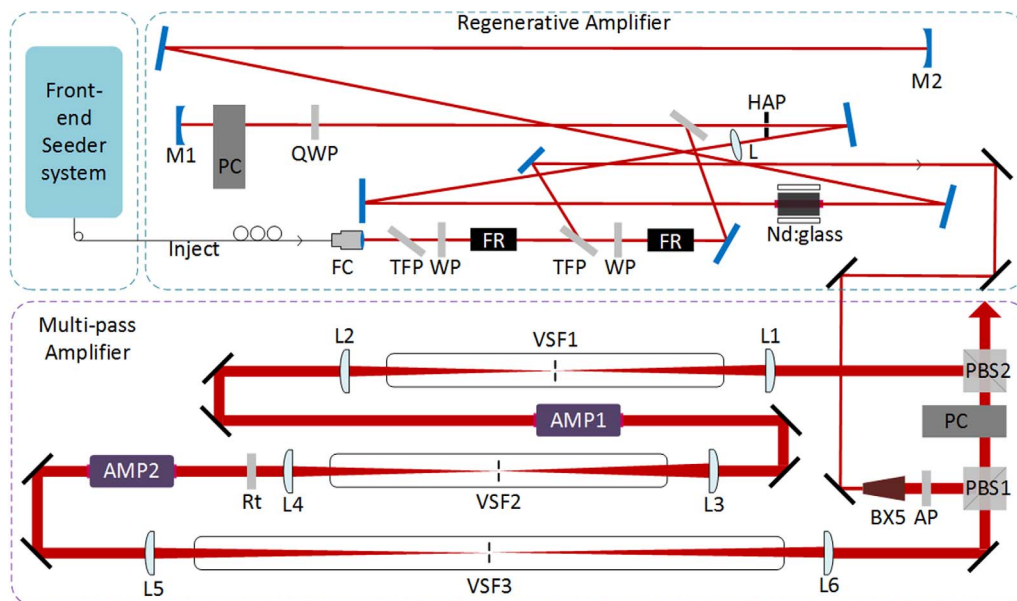 Regenerative Amplifier
Front-
end
Seeder
system
M2
HAP
M1
PC
QWP
L
Nd:glass
Inject
FC
TFP
WP
FR
TFP
WP
FR
Multi-pass
Amplifier
L2
VSF1
L1
PBS2
AMP1
PC
AMP2
Rt
L4
VSF2
L3
BX5
AP
PBS1
L5
VSF3
L6